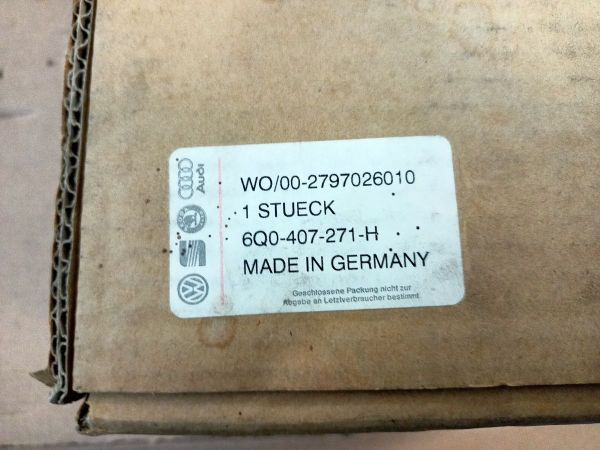 WO/00-2797026010
1 STUECK
6Q0-407-271-H
MADE IN GERMANY
Geschlossene Packung nicht zur
Abgabe an Letztverbraucher bestimmt
Audi